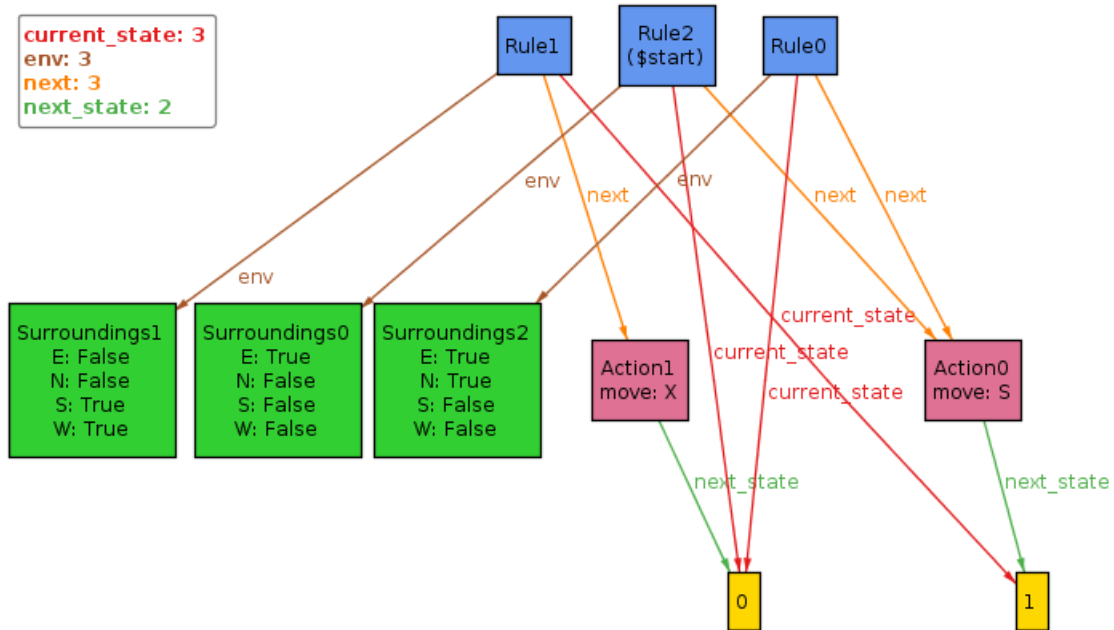 current_state: 3
env: 3
next: 3
next_state: 2
Rule1
Rule2
($start)
Rule0
env
next
env
next
next
env
Surroundings1
E: False
N: False
S: True
W: True
Surroundings0
E: True
N: False
S: False
W: False
Surroundings2
E: True
N: True
S: False
W: False
current_state
current_state
current_state
Action1
move: X
Action0
move: S
next_state
next_state
0
1